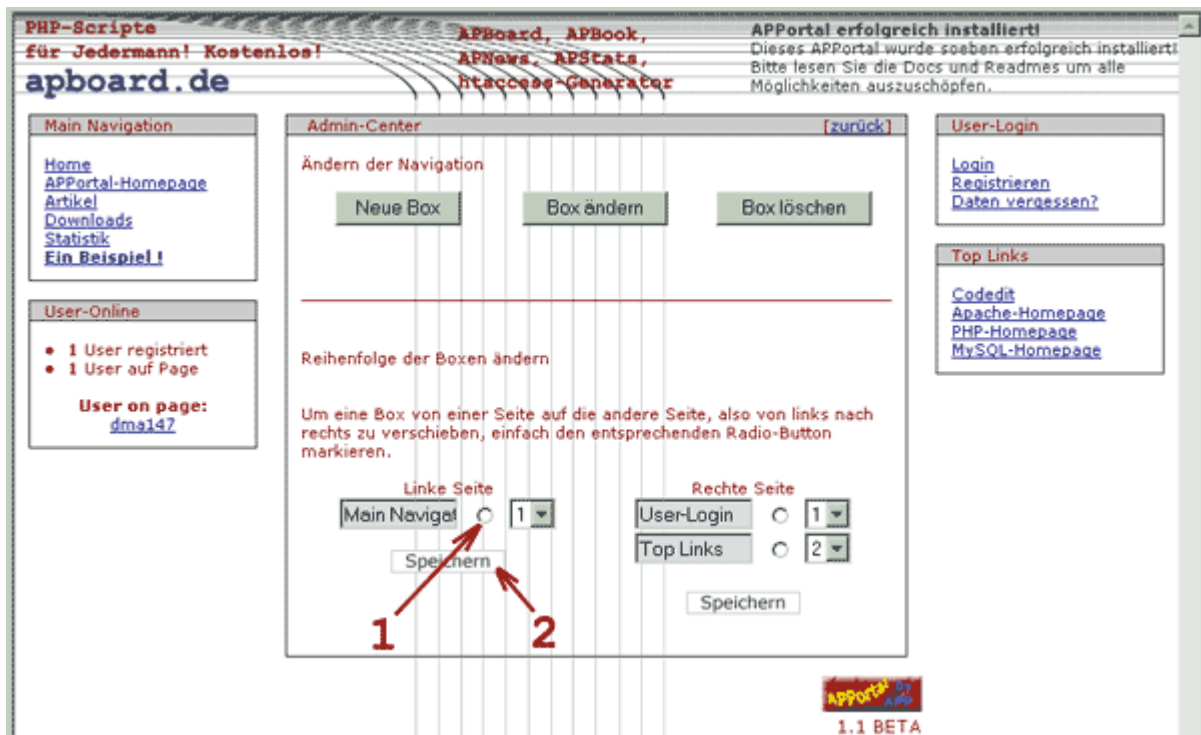 PHP-Scripte
für Jedermann! Kostenlos!
apboard.de
APBoard, APBook,
APNews, APStats,
htaccess-Generator
APPortal erfolgreich installiert!
Dieses APPortal wurde soeben erfolgreich installiert!
Bitte lesen Sie die Docs und Readmes um alle
Möglichkeiten auszuschöpfen.
Main Navigation
Home
APPortal-Homepage
Artikel
Downloads
Statistik
Ein Beispiel !
User-Online
1 User registriert
1 User auf Page
User on page:
dma147
Admin-Center [zurück]
Ändern der Navigation
Neue Box Box ändern Box löschen
Reihenfolge der Boxen ändern
Um eine Box von einer Seite auf die andere Seite, also von links nach
rechts zu verschieben, einfach den entsprechenden Radio-Button
markieren.
Linke Seite
Main Navigat 1
Speichern
1 2
Rechte Seite
User-Login 1
Top Links 2
Speichern
User-Login
Login
Registrieren
Daten vergessen?
Top Links
Codedit
Apache-Homepage
PHP-Homepage
MySQL-Homepage
APPortal By
APP
1.1 BETA